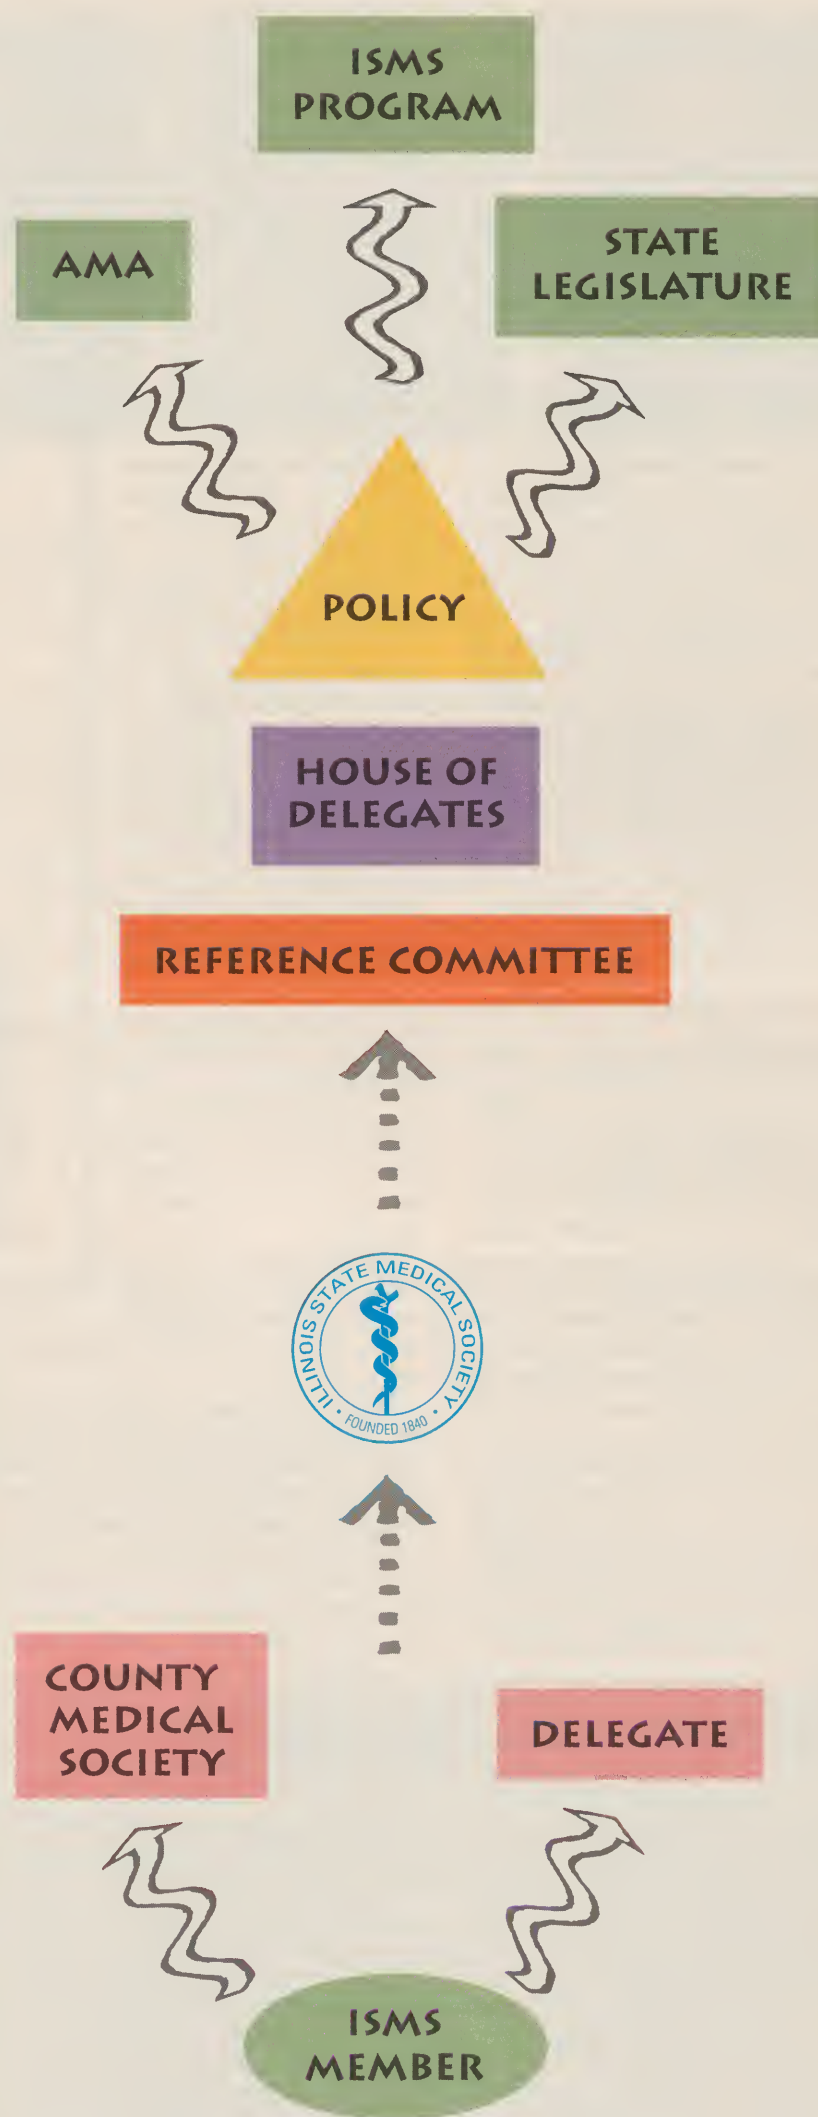 ISMS
PROGRAM
AMA
STATE
LEGISLATURE
POLICY
HOUSE OF
DELEGATES
REFERENCE COMMITTEE
ILLINOIS STATE MEDICAL SOCIETY
• FOUNDED 1840 •
COUNTY
MEDICAL
SOCIETY
DELEGATE
ISMS
MEMBER